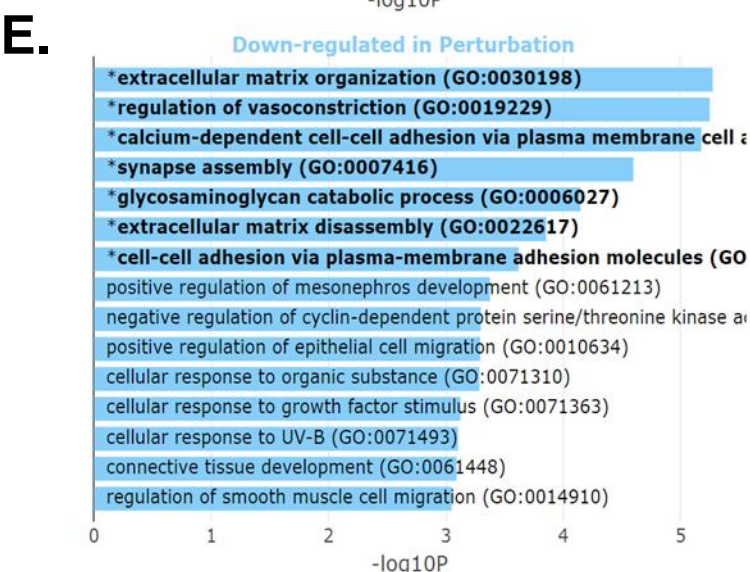 -log10P
E.
Down-regulated in Perturbation
*extracellular matrix organization (GO:0030198)
*regulation of vasoconstriction (GO:0019229)
*calcium-dependent cell-cell adhesion via plasma membrane cell a
*synapse assembly (GO:0007416)
*glycosaminoglycan catabolic process (GO:0006027)
*extracellular matrix disassembly (GO:0022617)
*cell-cell adhesion via plasma-membrane adhesion molecules (GO
positive regulation of mesonephros development (GO:0061213)
negative regulation of cyclin-dependent protein serine/threonine kinase a
positive regulation of epithelial cell migration (GO:0010634)
cellular response to organic substance (GO:0071310)
cellular response to growth factor stimulus (GO:0071363)
cellular response to UV-B (GO:0071493)
connective tissue development (GO:0061448)
regulation of smooth muscle cell migration (GO:0014910)
0 1 2 3 4 5
-log10P